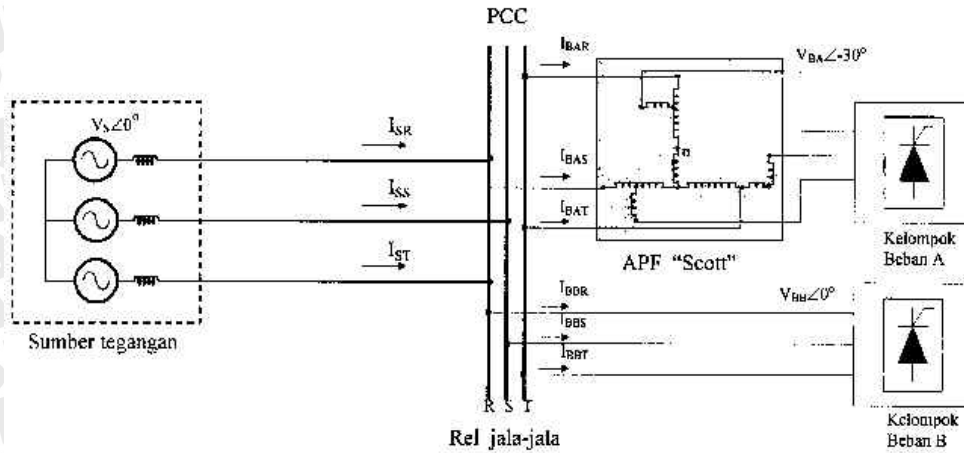 PCC
I_BAR
V_BA∠-30°
V_S∠0°
I_SR
I_BAS
n
I_SS
I_BAT
I_ST
APF "Scott"
Kelompok
Beban A
I_BBR
V_BB∠0°
I_BBS
I_BBT
Sumber tegangan
R S T
Rel jala-jala
Kelompok
Beban B